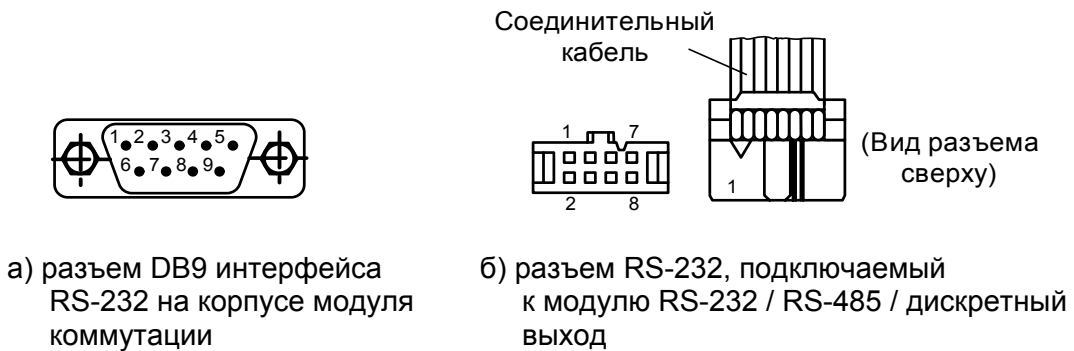 Соединительный
кабель
1 2 3 4 5
6 7 8 9
1 7
2 8
1
(Вид разъема
сверху)
а) разъем DB9 интерфейса
RS-232 на корпусе модуля
коммутации
б) разъем RS-232, подключаемый
к модулю RS-232 / RS-485 / дискретный
выход